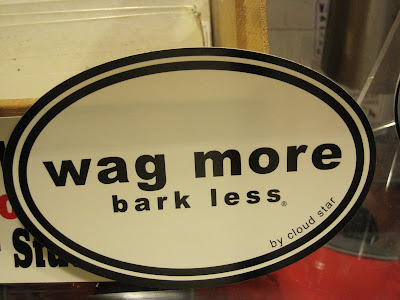 wag more
bark less®
by cloud star